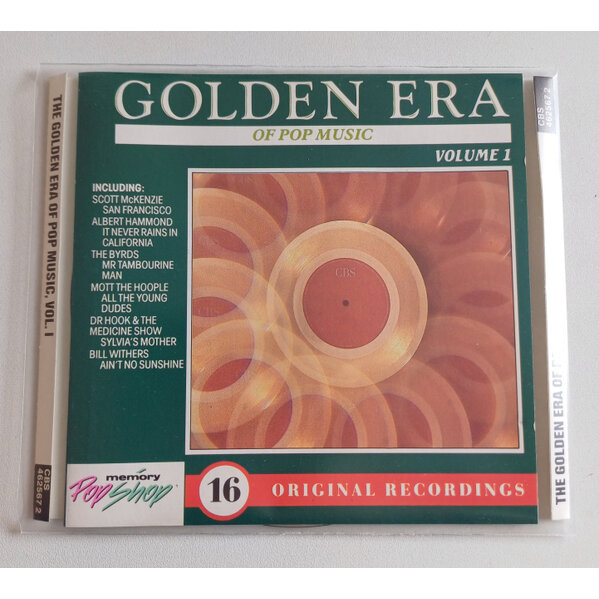 GOLDEN ERA
OF POP MUSIC
VOLUME 1
INCLUDING:
SCOTT McKENZIE
SAN FRANCISCO
ALBERT HAMMOND
IT NEVER RAINS IN
CALIFORNIA
THE BYRDS
MR TAMBOURINE
MAN
MOTT THE HOOPLE
ALL THE YOUNG
DUDES
DR HOOK & THE
MEDICINE SHOW
SYLVIA'S MOTHER
BILL WITHERS
AIN'T NO SUNSHINE
CBS
CBS
memory
Pop Shop
16
ORIGINAL RECORDINGS
THE GOLDEN ERA OF POP MUSIC, VOL. I
CBS
462567 2
CBS
462567 2
THE GOLDEN ERA OF